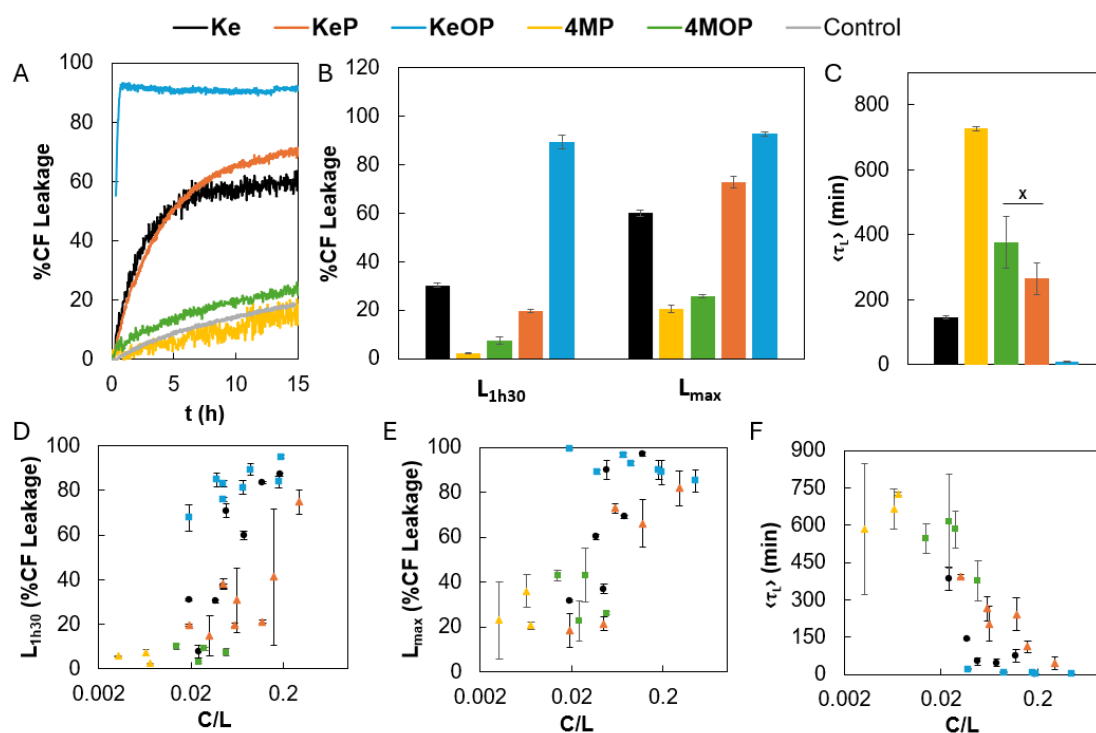 Ke KeP KeOP 4MP 4MOP Control
A
%CF Leakage
100
80
60
40
20
0
0 5 10 15
t (h)
B
%CF Leakage
120
100
80
60
40
20
0
L1h30 Lmax
C
⟨τL⟩ (min)
800
600
400
200
0
x
D
L1h30 (%CF Leakage)
100
80
60
40
20
0
0.002 0.02 0.2
C/L
E
Lmax (%CF Leakage)
100
80
60
40
20
0
0.002 0.02 0.2
C/L
F
⟨τL⟩ (min)
900
750
600
450
300
150
0
0.002 0.02 0.2
C/L